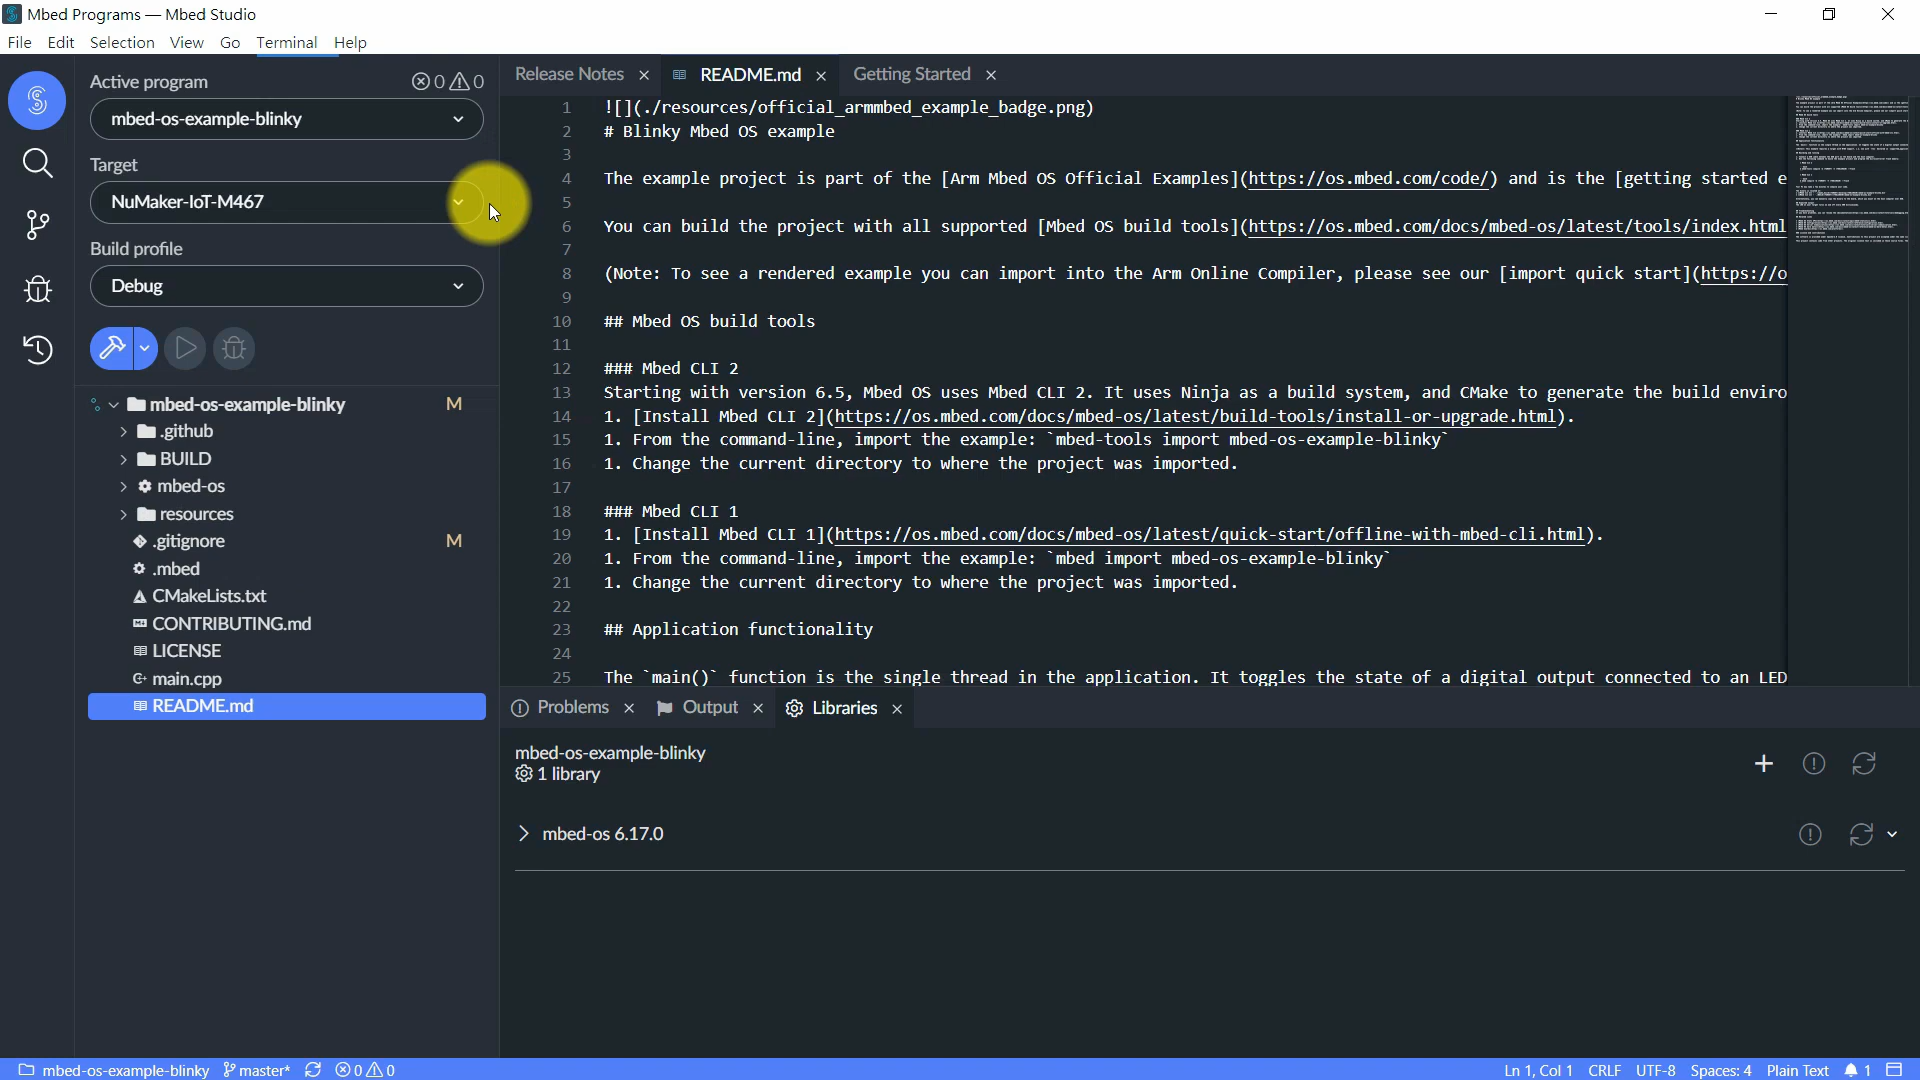 Mbed Programs — Mbed Studio
File Edit Selection View Go Terminal Help
Active program 0 0
mbed-os-example-blinky
Target
NuMaker-IoT-M467
Build profile
Debug
mbed-os-example-blinky M
.github
BUILD
mbed-os
resources
.gitignore M
.mbed
CMakeLists.txt
CONTRIBUTING.md
LICENSE
main.cpp
README.md
Release Notes README.md Getting Started
1 ![](./resources/official_armmbed_example_badge.png)
2 # Blinky Mbed OS example
3
4 The example project is part of the [Arm Mbed OS Official Examples](https://os.mbed.com/code/) and is the [getting started e
5
6 You can build the project with all supported [Mbed OS build tools](https://os.mbed.com/docs/mbed-os/latest/tools/index.html
7
8 (Note: To see a rendered example you can import into the Arm Online Compiler, please see our [import quick start](https://o
9
10 ## Mbed OS build tools
11
12 ### Mbed CLI 2
13 Starting with version 6.5, Mbed OS uses Mbed CLI 2. It uses Ninja as a build system, and CMake to generate the build enviro
14 1. [Install Mbed CLI 2](https://os.mbed.com/docs/mbed-os/latest/build-tools/install-or-upgrade.html).
15 1. From the command-line, import the example: `mbed-tools import mbed-os-example-blinky`
16 1. Change the current directory to where the project was imported.
17
18 ### Mbed CLI 1
19 1. [Install Mbed CLI 1](https://os.mbed.com/docs/mbed-os/latest/quick-start/offline-with-mbed-cli.html).
20 1. From the command-line, import the example: `mbed import mbed-os-example-blinky`
21 1. Change the current directory to where the project was imported.
22
23 ## Application functionality
24
25 The `main()` function is the single thread in the application. It toggles the state of a digital output connected to an LED
Problems Output Libraries
mbed-os-example-blinky
1 library
mbed-os 6.17.0
mbed-os-example-blinky master* 0 0 Ln 1, Col 1 CRLF UTF-8 Spaces: 4 Plain Text 1